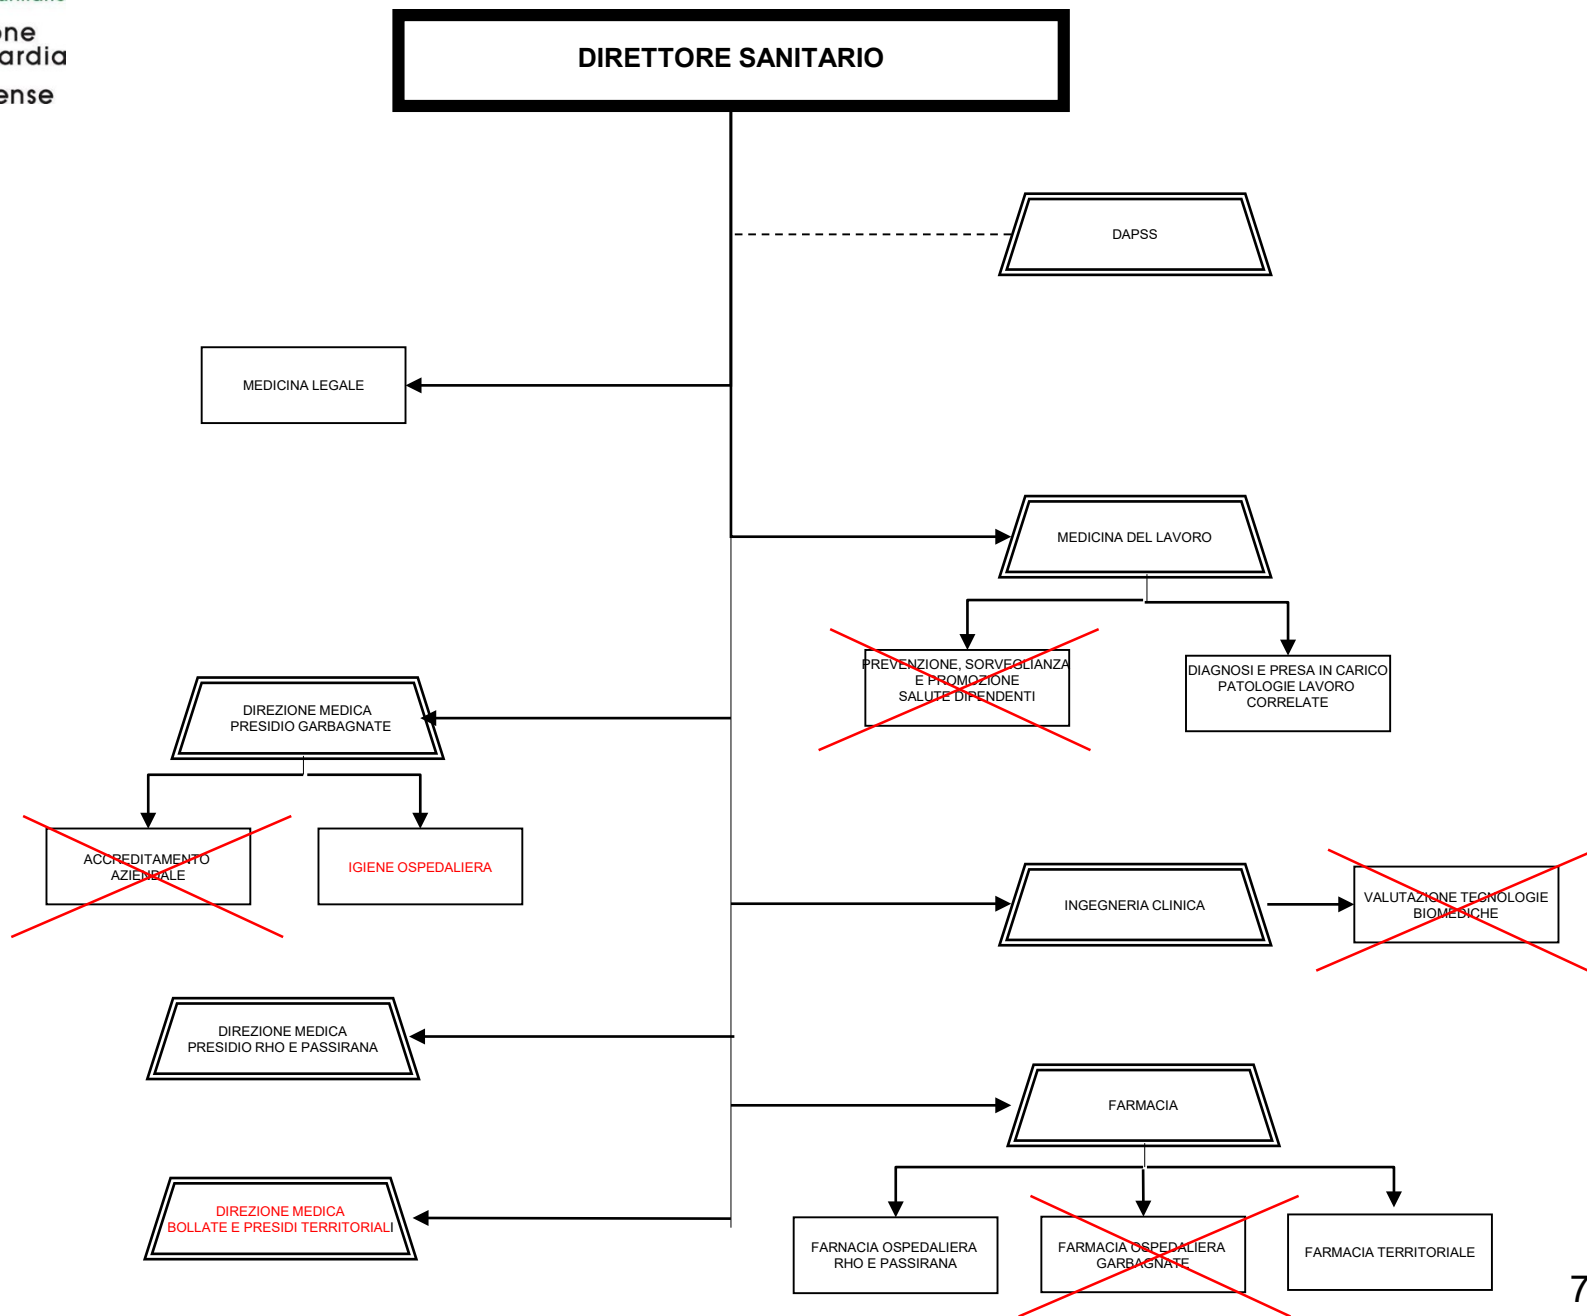 one
ardia
ense
DIRETTORE SANITARIO
DAPSS
MEDICINA LEGALE
MEDICINA DEL LAVORO
PREVENZIONE, SORVEGLIANZA
E PROMOZIONE
SALUTE DIPENDENTI
DIAGNOSI E PRESA IN CARICO
PATOLOGIE LAVORO
CORRELATE
DIREZIONE MEDICA
PRESIDIO GARBAGNATE
ACCREDITAMENTO
AZIENDALE
IGIENE OSPEDALIERA
INGEGNERIA CLINICA
VALUTAZIONE TECNOLOGIE
BIOMEDICHE
DIREZIONE MEDICA
PRESIDIO RHO E PASSIRANA
FARMACIA
DIREZIONE MEDICA
BOLLATE E PRESIDI TERRITORIALI
FARNACIA OSPEDALIERA
RHO E PASSIRANA
FARMACIA OSPEDALIERA
GARBAGNATE
FARMACIA TERRITORIALE
7